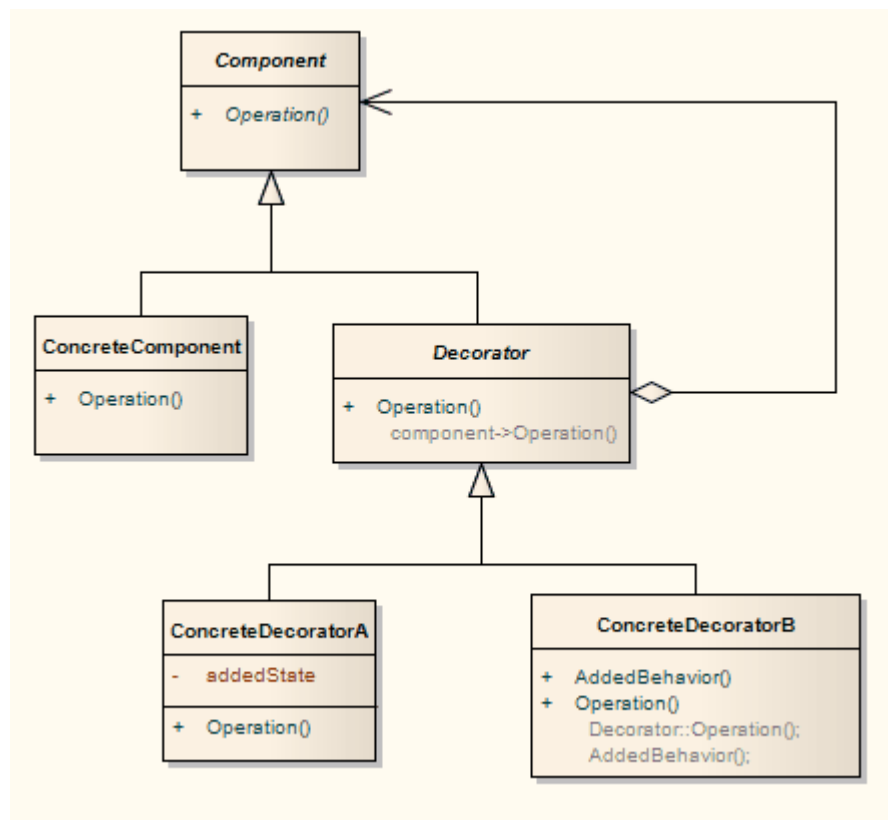 Component
+ Operation()
ConcreteComponent
+ Operation()
Decorator
+ Operation()
component->Operation()
ConcreteDecoratorA
- addedState
+ Operation()
ConcreteDecoratorB
+ AddedBehavior()
+ Operation()
Decorator::Operation();
AddedBehavior();